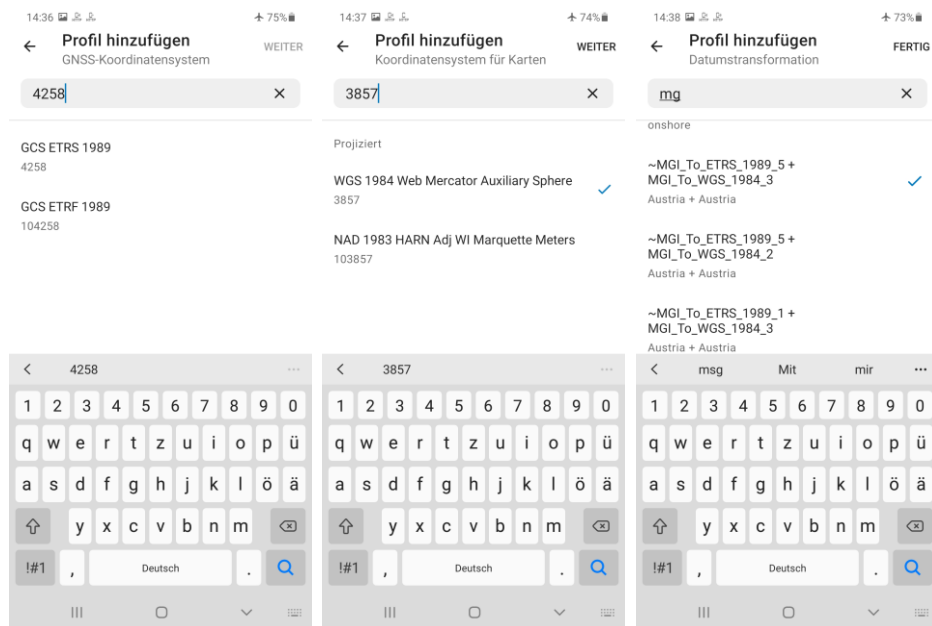 14:36 75%
Profil hinzufügen
GNSS-Koordinatensystem
WEITER
4258
GCS ETRS 1989
4258
GCS ETRF 1989
104258
4258
1 2 3 4 5 6 7 8 9 0
q w e r t z u i o p ü
a s d f g h j k l ö ä
y x c v b n m
!#1 , Deutsch .
14:37 74%
Profil hinzufügen
Koordinatensystem für Karten
WEITER
3857
Projiziert
WGS 1984 Web Mercator Auxiliary Sphere
3857
NAD 1983 HARN Adj WI Marquette Meters
103857
3857
1 2 3 4 5 6 7 8 9 0
q w e r t z u i o p ü
a s d f g h j k l ö ä
y x c v b n m
!#1 , Deutsch .
14:38 73%
Profil hinzufügen
Datumstransformation
FERTIG
mg
onshore
~MGI_To_ETRS_1989_5 +
MGI_To_WGS_1984_3
Austria + Austria
~MGI_To_ETRS_1989_5 +
MGI_To_WGS_1984_2
Austria + Austria
~MGI_To_ETRS_1989_1 +
MGI_To_WGS_1984_3
Austria + Austria
msg Mit mir
1 2 3 4 5 6 7 8 9 0
q w e r t z u i o p ü
a s d f g h j k l ö ä
y x c v b n m
!#1 , Deutsch .